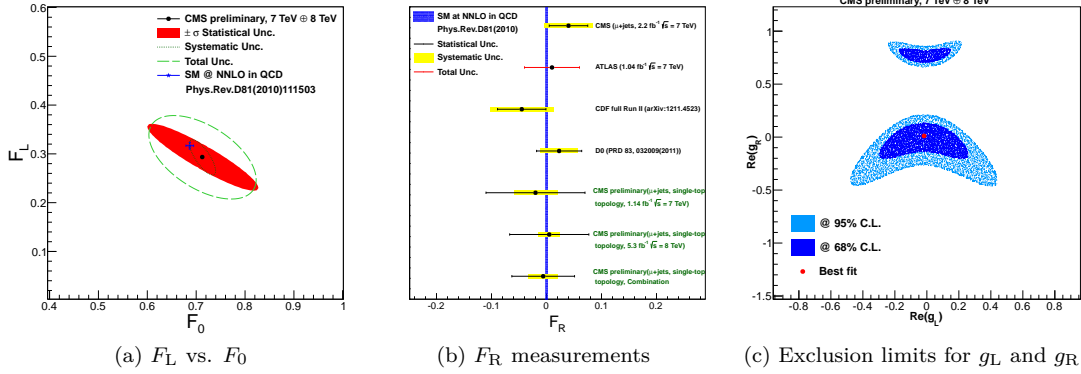 CMS preliminary, 7 TeV ⊕ 8 TeV
± σ Statistical Unc.
Systematic Unc.
Total Unc.
SM @ NNLO in QCD
Phys.Rev.D81(2010)111503
F_L
0.6
0.5
0.4
0.3
0.2
0.1
0.4 0.5 0.6 0.7 0.8 0.9 1
F_0
(a) F_L vs. F_0
SM at NNLO in QCD
Phys.Rev.D81(2010)
Statistical Unc.
Systematic Unc.
Total Unc.
CMS (μ+jets, 2.2 fb⁻¹ √s = 7 TeV)
ATLAS (1.04 fb⁻¹ √s = 7 TeV)
CDF full Run II (arXiv:1211.4523)
D0 (PRD 83, 032009(2011))
CMS preliminary(μ+jets, single-top
topology, 1.14 fb⁻¹ √s = 7 TeV)
CMS preliminary(μ+jets, single-top
topology, 5.3 fb⁻¹ √s = 8 TeV)
CMS preliminary(μ+jets, single-top
topology, Combination
-0.2 -0.1 0 0.1 0.2
F_R
(b) F_R measurements
CMS preliminary, 7 TeV ⊕ 8 TeV
Re(g_R)
1
0.5
0
-0.5
-1
-1.5
@ 95% C.L.
@ 68% C.L.
Best fit
-0.8 -0.6 -0.4 -0.2 0 0.2 0.4 0.6 0.8
Re(g_L)
(c) Exclusion limits for g_L and g_R